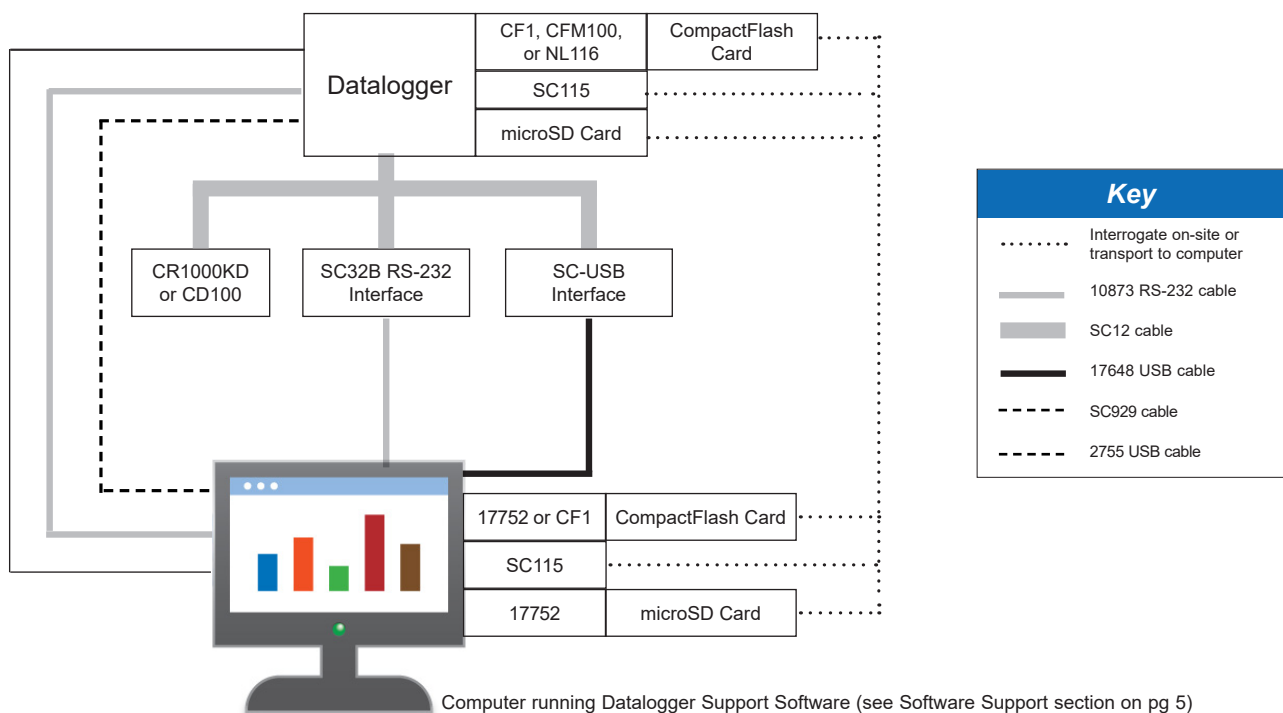 Datalogger
CF1, CFM100,
or NL116
CompactFlash
Card
SC115
microSD Card
CR1000KD
or CD100
SC32B RS-232
Interface
SC-USB
Interface
Key
Interrogate on-site or
transport to computer
10873 RS-232 cable
SC12 cable
17648 USB cable
SC929 cable
2755 USB cable
17752 or CF1
CompactFlash Card
SC115
17752
microSD Card
Computer running Datalogger Support Software (see Software Support section on pg 5)